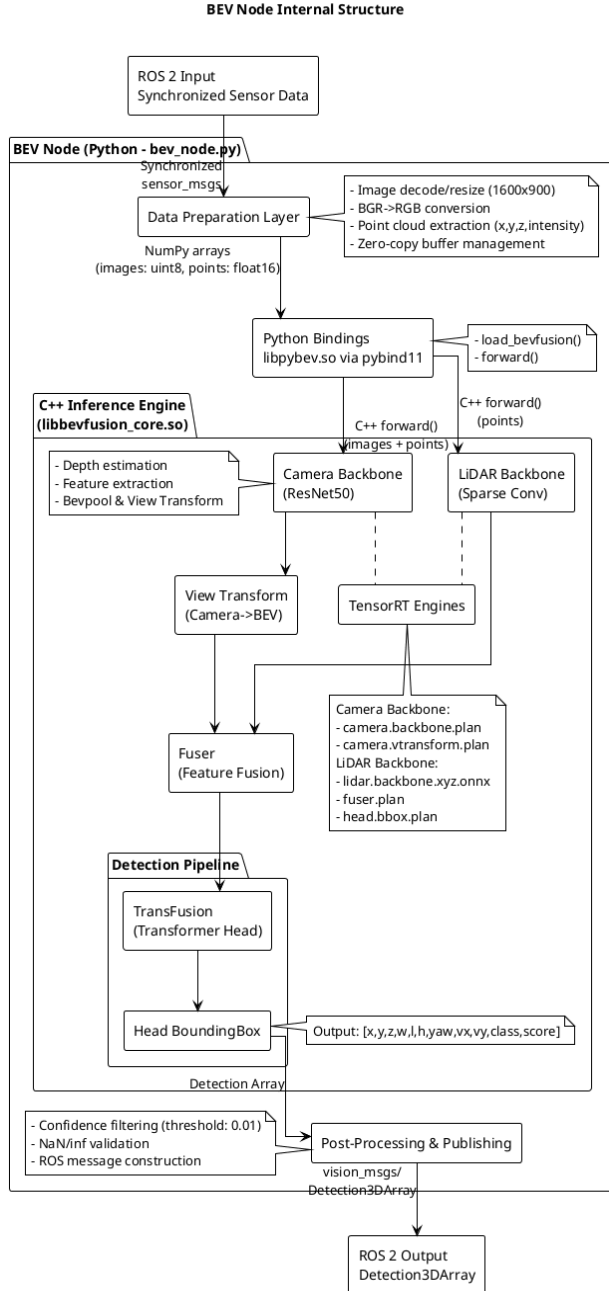 BEV Node Internal Structure
ROS 2 Input
Synchronized Sensor Data
BEV Node (Python - bev_node.py)
Synchronized
sensor_msgs
Data Preparation Layer
- Image decode/resize (1600x900)
- BGR->RGB conversion
- Point cloud extraction (x,y,z,intensity)
- Zero-copy buffer management
NumPy arrays
(images: uint8, points: float16)
Python Bindings
libpybev.so via pybind11
- load_bevfusion()
- forward()
C++ Inference Engine
(libbevfusion_core.so)
C++ forward()
(images + points)
C++ forward()
(points)
- Depth estimation
- Feature extraction
- Bevpool & View Transform
Camera Backbone
(ResNet50)
LiDAR Backbone
(Sparse Conv)
View Transform
(Camera->BEV)
TensorRT Engines
Camera Backbone:
- camera.backbone.plan
- camera.vtransform.plan
LiDAR Backbone:
- lidar.backbone.xyz.onnx
- fuser.plan
- head.bbox.plan
Fuser
(Feature Fusion)
Detection Pipeline
TransFusion
(Transformer Head)
Head BoundingBox
Output: [x,y,z,w,l,h,yaw,vx,vy,class,score]
Detection Array
- Confidence filtering (threshold: 0.01)
- NaN/inf validation
- ROS message construction
Post-Processing & Publishing
vision_msgs/
Detection3DArray
ROS 2 Output
Detection3DArray